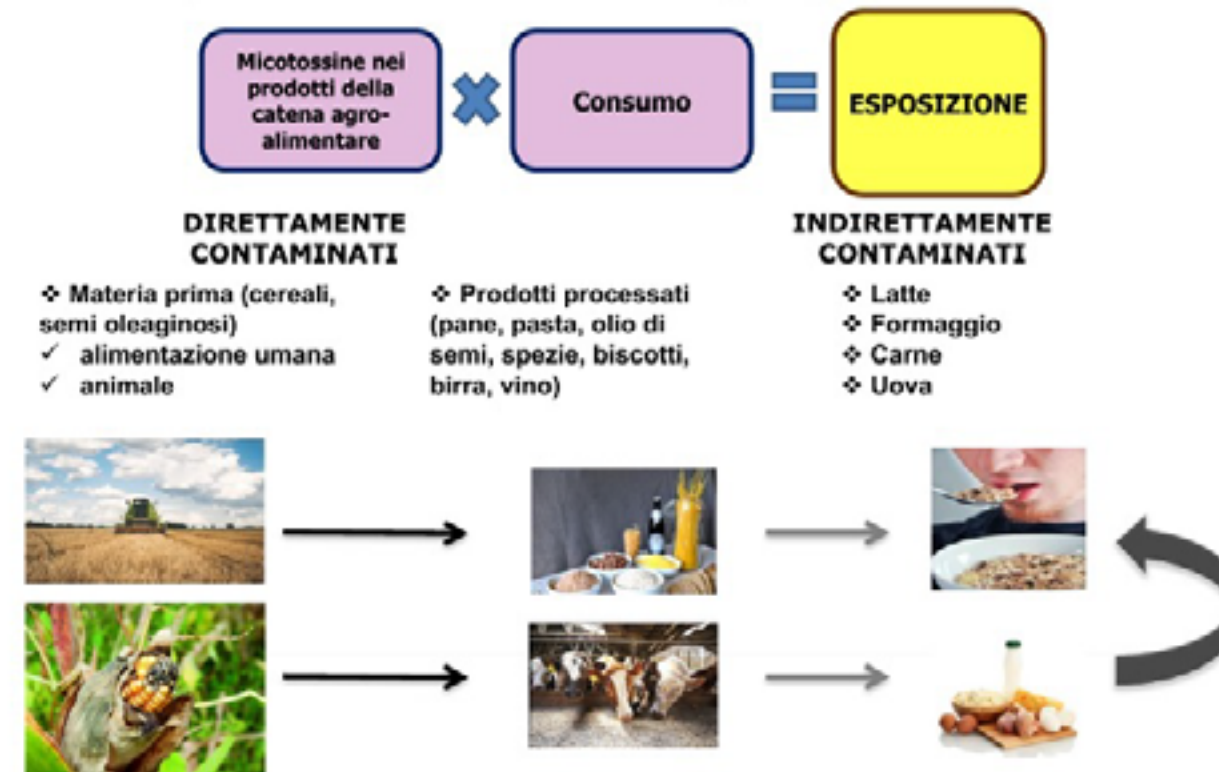 Micotossine nei
prodotti della
catena agro-
alimentare
Consumo
ESPOSIZIONE
DIRETTAMENTE
CONTAMINATI
❖ Materia prima (cereali,
semi oleaginosi)
✓ alimentazione umana
✓ animale
❖ Prodotti processati
(pane, pasta, olio di
semi, spezie, biscotti,
birra, vino)
INDIRETTAMENTE
CONTAMINATI
❖ Latte
❖ Formaggio
❖ Carne
❖ Uova